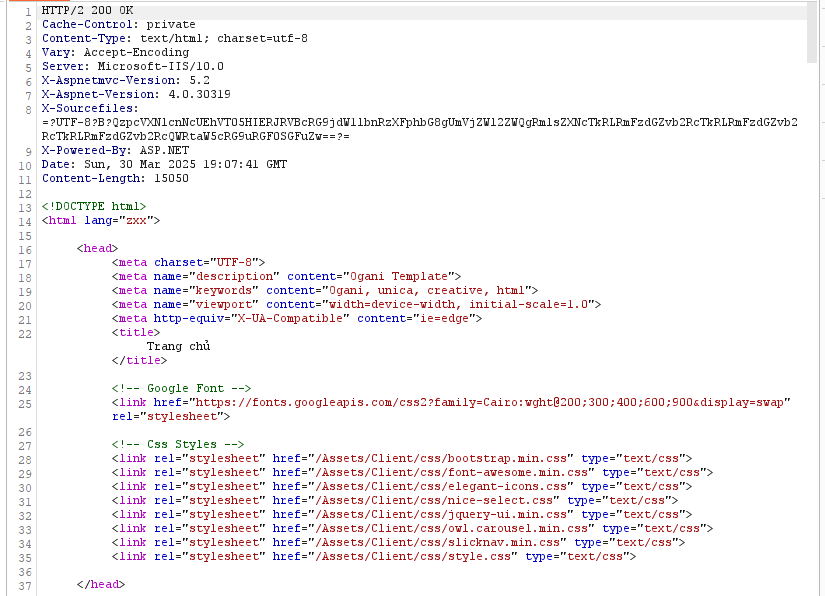 1 HTTP/2 200 OK
2 Cache-Control: private
3 Content-Type: text/html; charset=utf-8
4 Vary: Accept-Encoding
5 Server: Microsoft-IIS/10.0
6 X-Aspnetmvc-Version: 5.2
7 X-Aspnet-Version: 4.0.30319
8 X-Sourcefiles:
=?UTF-8?B?QzpcVXNlcnNcUEhVT05HIERJRVBcRG9jdW1lbnRzXFphbG8gUmVjZWl2ZWQgRmlsZXNcTkRLRmFzdGZvb2RcTkRLRmFzdGZvb2
RcTkRLRmFzdGZvb2RcQWRtaW5cRG9uRGF0SGFuZw==?=
9 X-Powered-By: ASP.NET
10 Date: Sun, 30 Mar 2025 19:07:41 GMT
11 Content-Length: 15050
12
13 <!DOCTYPE html>
14 <html lang="zxx">
15
16 <head>
17 <meta charset="UTF-8">
18 <meta name="description" content="Ogani Template">
19 <meta name="keywords" content="Ogani, unica, creative, html">
20 <meta name="viewport" content="width=device-width, initial-scale=1.0">
21 <meta http-equiv="X-UA-Compatible" content="ie=edge">
22 <title>
Trang chủ
</title>
23
24 <!-- Google Font -->
25 <link href="https://fonts.googleapis.com/css2?family=Cairo:wght@200;300;400;600;900&display=swap"
rel="stylesheet">
26
27 <!-- Css Styles -->
28 <link rel="stylesheet" href="/Assets/Client/css/bootstrap.min.css" type="text/css">
29 <link rel="stylesheet" href="/Assets/Client/css/font-awesome.min.css" type="text/css">
30 <link rel="stylesheet" href="/Assets/Client/css/elegant-icons.css" type="text/css">
31 <link rel="stylesheet" href="/Assets/Client/css/nice-select.css" type="text/css">
32 <link rel="stylesheet" href="/Assets/Client/css/jquery-ui.min.css" type="text/css">
33 <link rel="stylesheet" href="/Assets/Client/css/owl.carousel.min.css" type="text/css">
34 <link rel="stylesheet" href="/Assets/Client/css/slicknav.min.css" type="text/css">
35 <link rel="stylesheet" href="/Assets/Client/css/style.css" type="text/css">
36
37 </head>